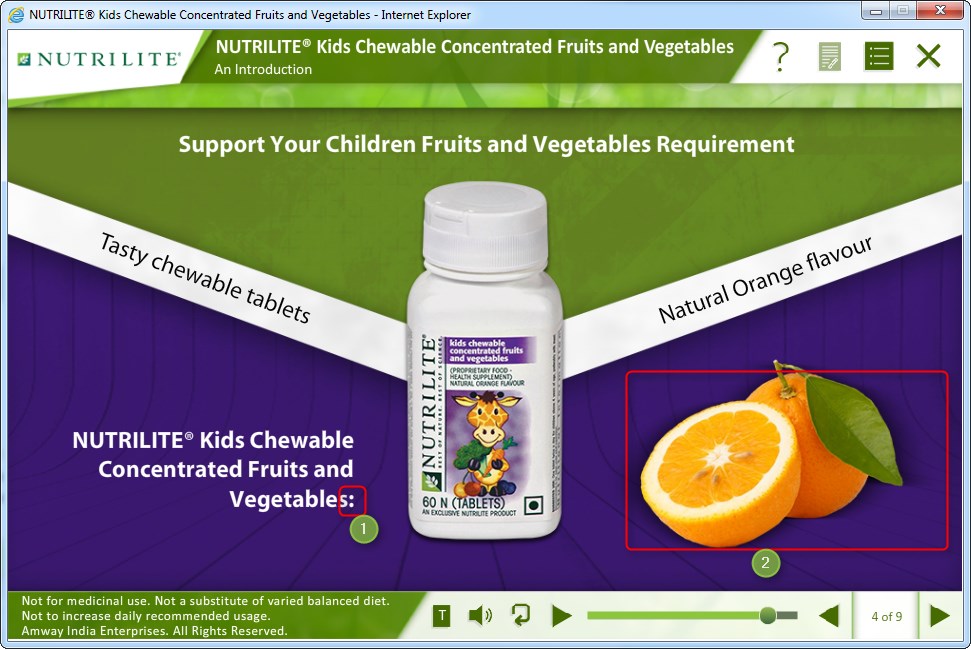 NUTRILITE® Kids Chewable Concentrated Fruits and Vegetables - Internet Explorer
NUTRILITE®
NUTRILITE® Kids Chewable Concentrated Fruits and Vegetables
An Introduction
?
Support Your Children Fruits and Vegetables Requirement
Tasty chewable tablets
Natural Orange flavour
NUTRILITE® Kids Chewable
Concentrated Fruits and
Vegetables:
1
NUTRILITE®
BEST OF NATURE. BEST OF SCIENCE.
kids chewable
concentrated fruits
and vegetables
(PROPRIETARY FOOD -
HEALTH SUPPLEMENT)
NATURAL ORANGE FLAVOUR
60 N (TABLETS)
AN EXCLUSIVE NUTRILITE PRODUCT
2
Not for medicinal use. Not a substitute of varied balanced diet.
Not to increase daily recommended usage.
Amway India Enterprises. All Rights Reserved.
T
4 of 9